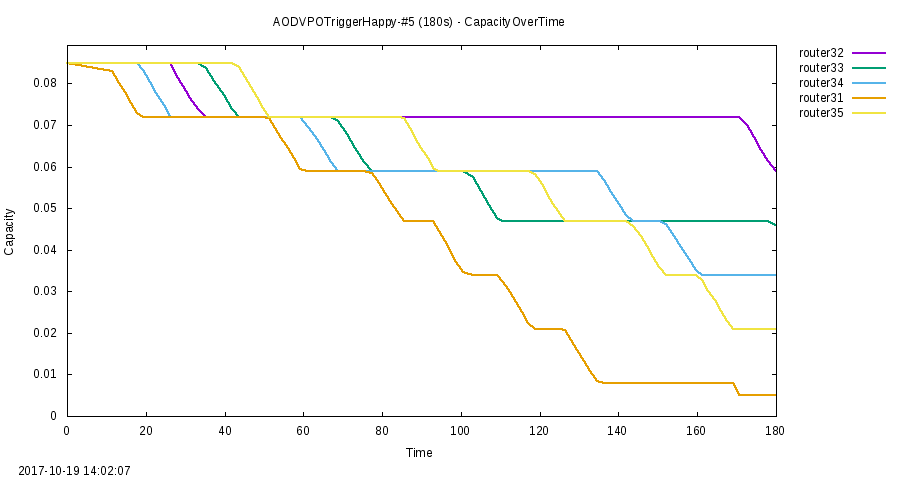 AODVPOTriggerHappy-#5 (180s) - CapacityOverTime
router32
router33
router34
router31
router35
0.08
0.07
0.06
0.05
0.04
0.03
0.02
0.01
0
Capacity
0 20 40 60 80 100 120 140 160 180
Time
2017-10-19 14:02:07